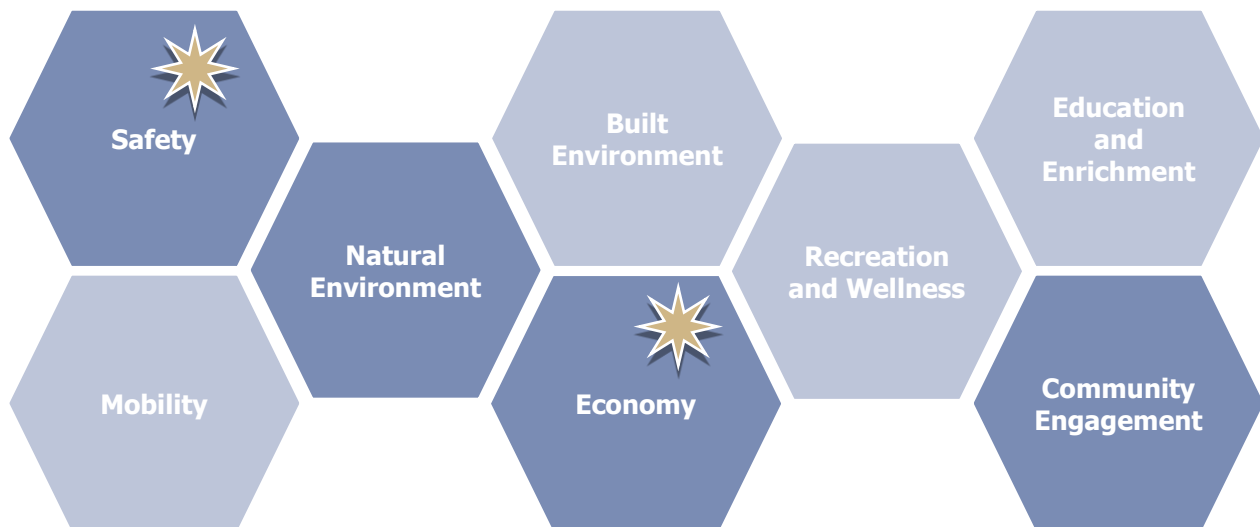 Safety
Mobility
Natural
Environment
Built
Environment
Economy
Recreation
and Wellness
Education
and
Enrichment
Community
Engagement